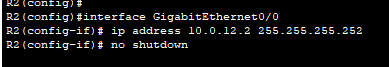 R2(config)#
R2(config)#interface GigabitEthernet0/0
R2(config-if)# ip address 10.0.12.2 255.255.255.252
R2(config-if)# no shutdown